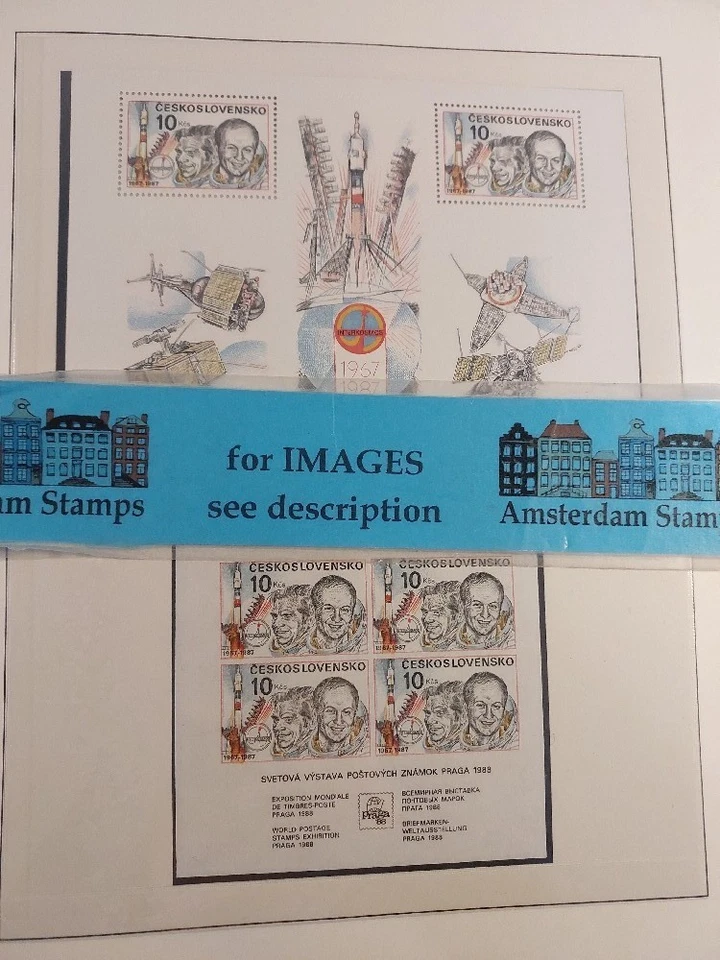 ČESKOSLOVENSKO
10 Kčs
1967-1987
ČESKOSLOVENSKO
10 Kčs
1967-1987
INTERKOSMOS
1967
1987
for IMAGES
see description
am Stamps
Amsterdam Stam
ČESKOSLOVENSKO
10 Kčs
1967-1987
ČESKOSLOVENSKO
10 Kčs
1967-1987
ČESKOSLOVENSKO
10 Kčs
1967-1987
ČESKOSLOVENSKO
10 Kčs
1967-1987
SVETOVÁ VÝSTAVA POŠTOVÝCH ZNÁMOK PRAGA 1988
EXPOSITION MONDIALE
DE TIMBRES-POSTE
PRAGA 1988
WORLD POSTAGE
STAMPS EXHIBITION
PRAGA 1988
Praga
88
ВСЕМИРНАЯ ВЫСТАВКА
ПОЧТОВЫХ МАРОК
ПРАГА 1988
BRIEFMARKEN-
WELTAUSSTELLUNG
PRAGA 1988